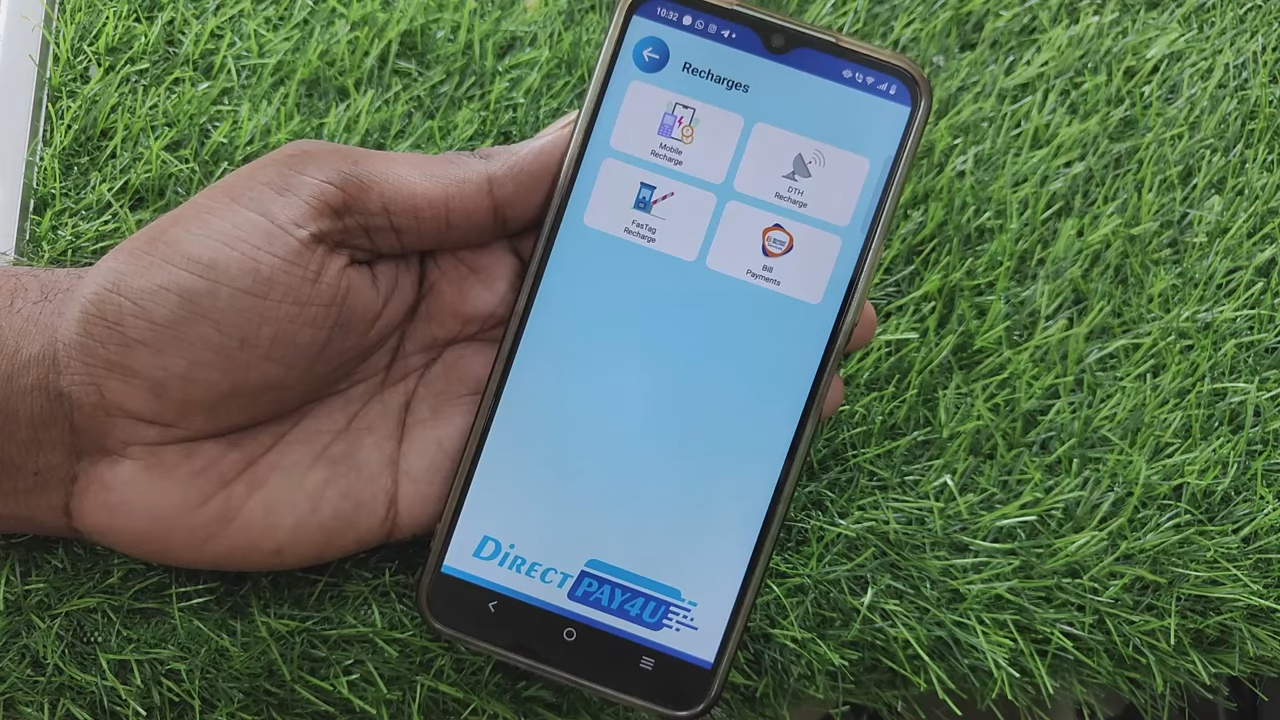 10:32
Recharges
Mobile
Recharge
DTH
Recharge
FasTag
Recharge
Bill
Payments
DIRECT
PAY4U